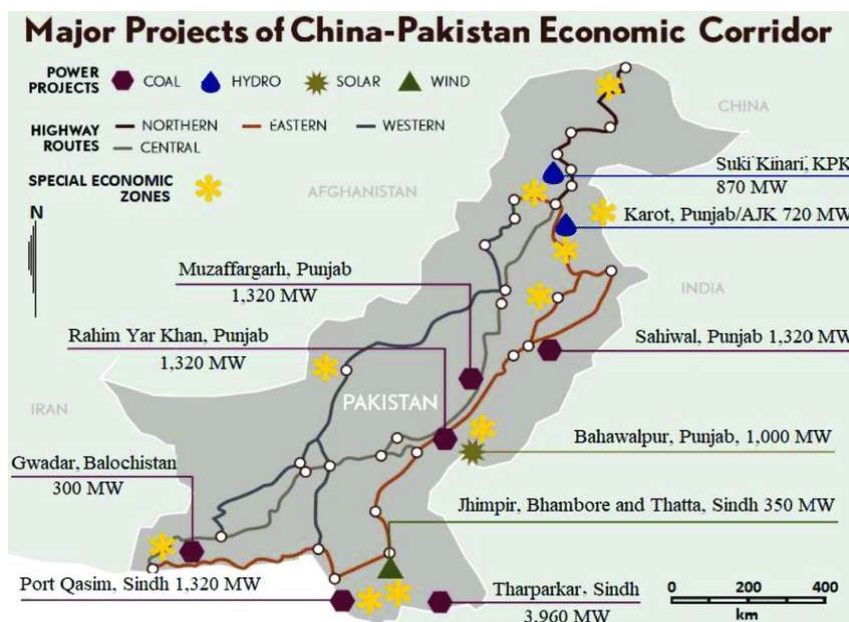 Major Projects of China-Pakistan Economic Corridor
POWER
PROJECTS
COAL
HYDRO
SOLAR
WIND
HIGHWAY
ROUTES
NORTHERN
EASTERN
WESTERN
CENTRAL
SPECIAL ECONOMIC
ZONES
N
CHINA
AFGHANISTAN
Suki Kinari, KPK
870 MW
Karot, Punjab/AJK 720 MW
Muzaffargarh, Punjab
1,320 MW
INDIA
Rahim Yar Khan, Punjab
1,320 MW
Sahiwal, Punjab 1,320 MW
IRAN
PAKISTAN
Bahawalpur, Punjab, 1,000 MW
Gwadar, Balochistan
300 MW
Jhimpir, Bhambore and Thatta, Sindh 350 MW
Port Qasim, Sindh 1,320 MW
Tharparkar, Sindh
3,960 MW
0 200 400
km